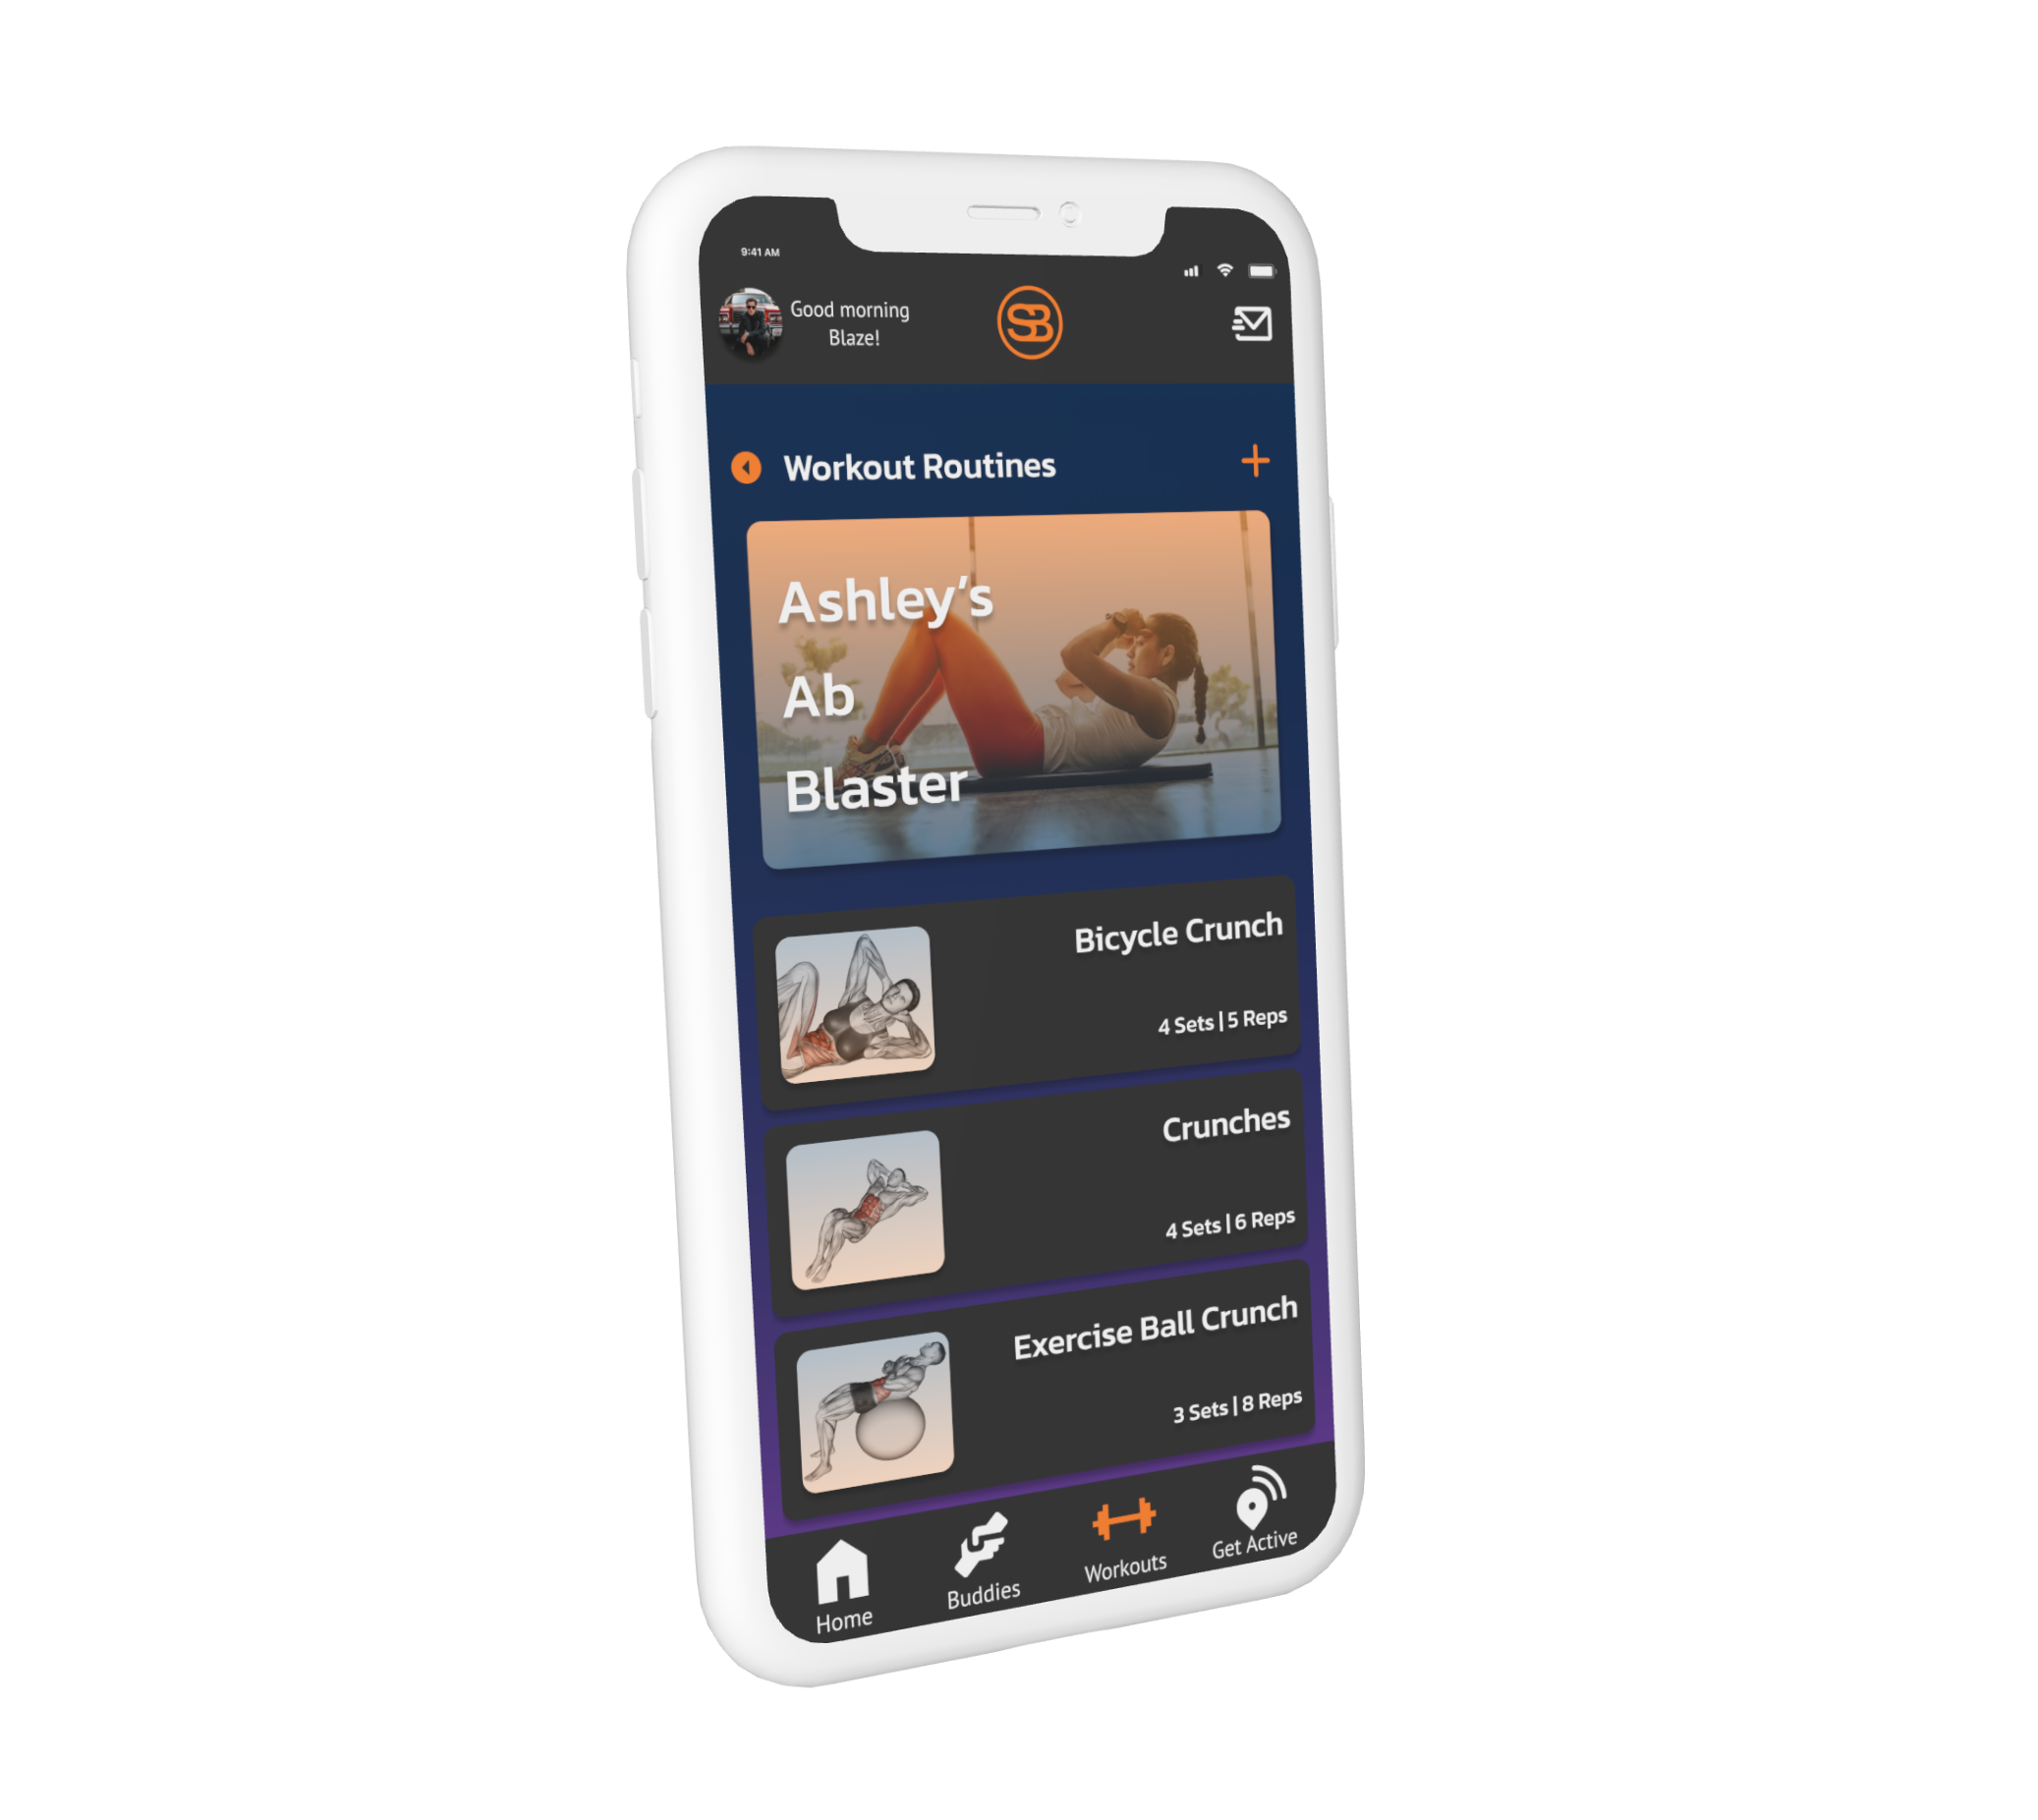 9:41 AM
Good morning
Blaze!
SB
Workout Routines
Ashley's
Ab
Blaster
Bicycle Crunch
4 Sets | 5 Reps
Crunches
4 Sets | 6 Reps
Exercise Ball Crunch
3 Sets | 8 Reps
Home
Buddies
Workouts
Get Active